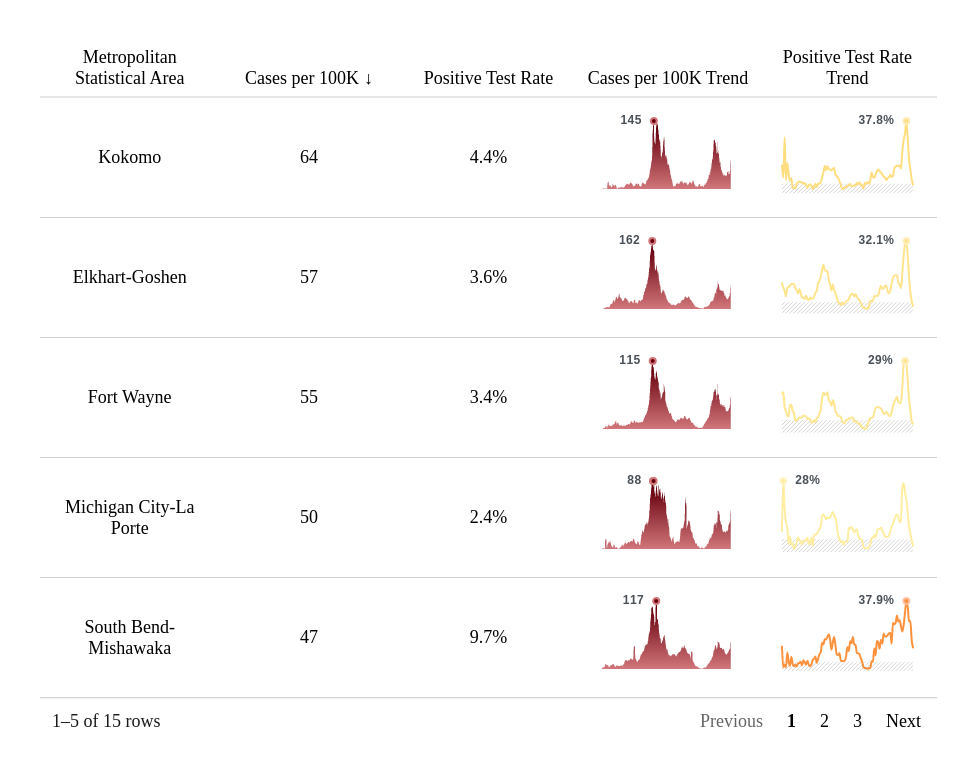 Metropolitan
Statistical Area
Cases per 100K ↓
Positive Test Rate
Cases per 100K Trend
Positive Test Rate
Trend
Kokomo
64
4.4%
145
37.8%
Elkhart-Goshen
57
3.6%
162
32.1%
Fort Wayne
55
3.4%
115
29%
Michigan City-La
Porte
50
2.4%
88
28%
South Bend-
Mishawaka
47
9.7%
117
37.9%
1–5 of 15 rows
Previous 1 2 3 Next